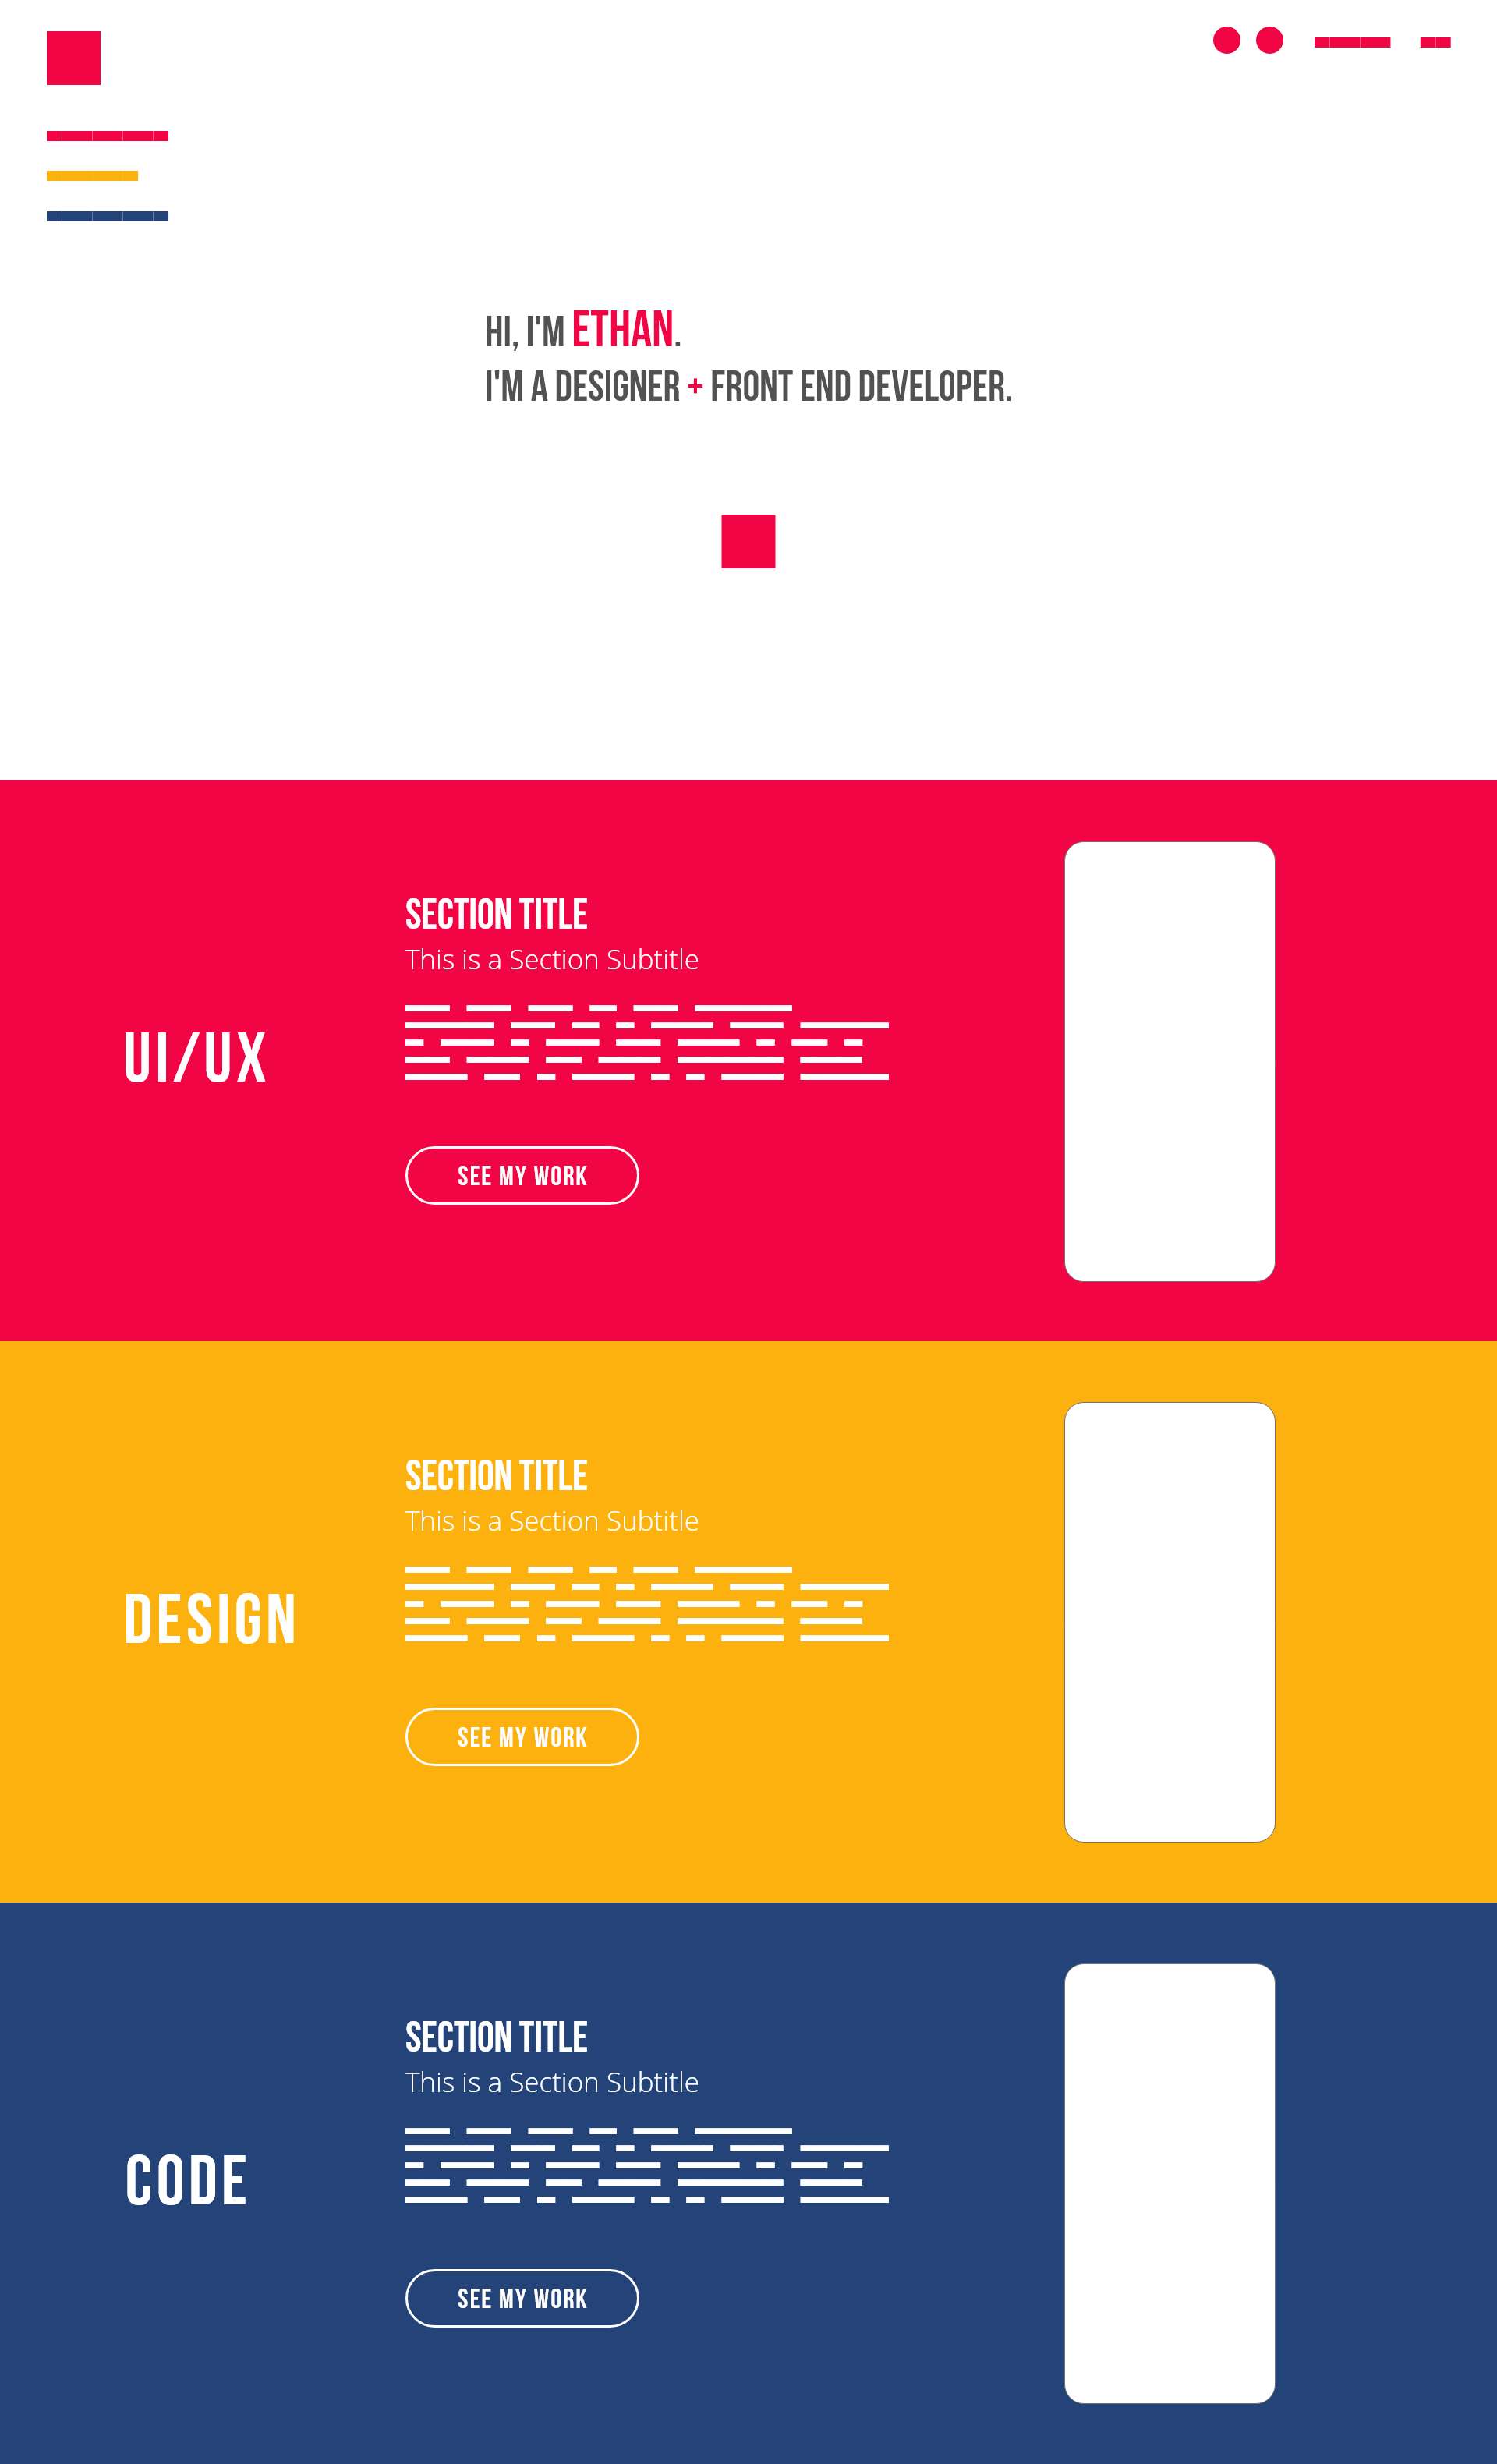 HI, I'M ETHAN.
I'M A DESIGNER + FRONT END DEVELOPER.
UI/UX
SECTION TITLE
This is a Section Subtitle
SEE MY WORK
DESIGN
SECTION TITLE
This is a Section Subtitle
SEE MY WORK
CODE
SECTION TITLE
This is a Section Subtitle
SEE MY WORK